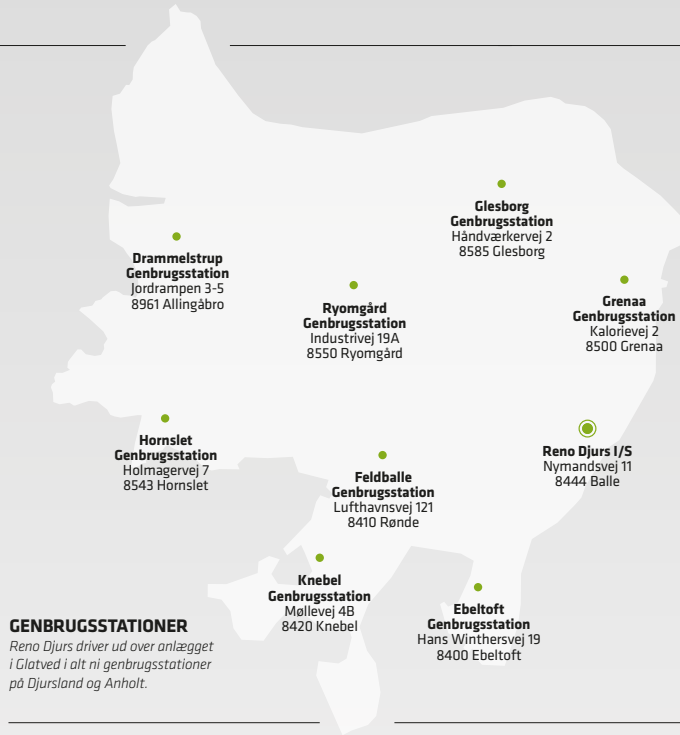 Glesborg
Genbrugsstation
Håndværkervej 2
8585 Glesborg
Drammelstrup
Genbrugsstation
Jordrampen 3-5
8961 Allingåbro
Grenaa
Genbrugsstation
Kalorievej 2
8500 Grenaa
Ryomgård
Genbrugsstation
Industrivej 19A
8550 Ryomgård
Hornslet
Genbrugsstation
Holmagervej 7
8543 Hornslet
Reno Djurs I/S
Nymandsvej 11
8444 Balle
Feldballe
Genbrugsstation
Lufthavnsvej 121
8410 Rønde
Knebel
Genbrugsstation
Møllevej 4B
8420 Knebel
Ebeltoft
Genbrugsstation
Hans Winthersvej 19
8400 Ebeltoft
GENBRUGSSTATIONER
Reno Djurs driver ud over anlægget
i Glatved i alt ni genbrugsstationer
på Djursland og Anholt.